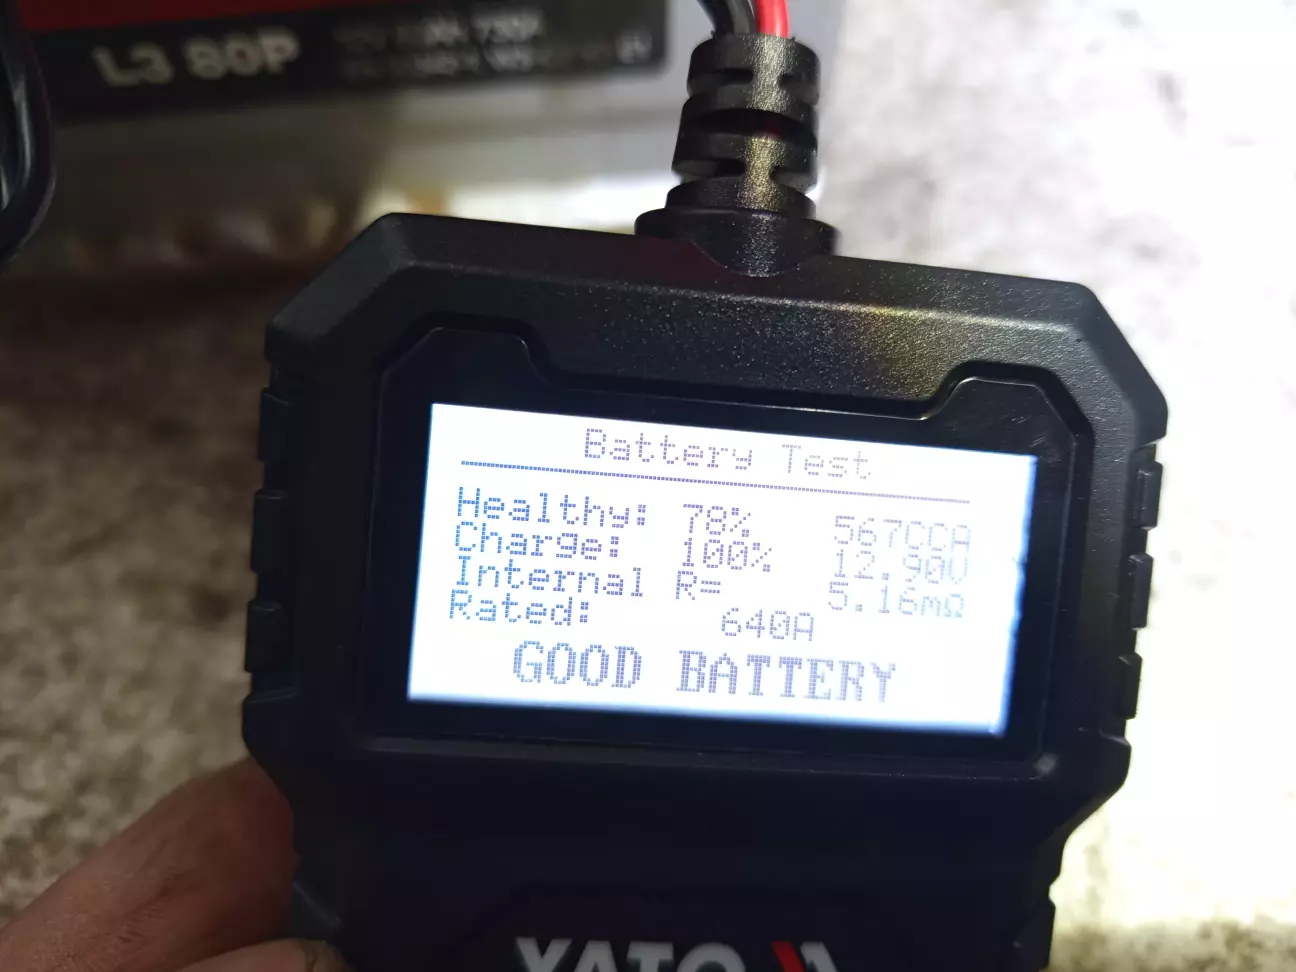 L3 80P
Battery Test
Healthy: 78% 567CCA
Charge: 100% 12.90V
Internal R= 5.16mΩ
Rated: 640A
GOOD BATTERY
YATO